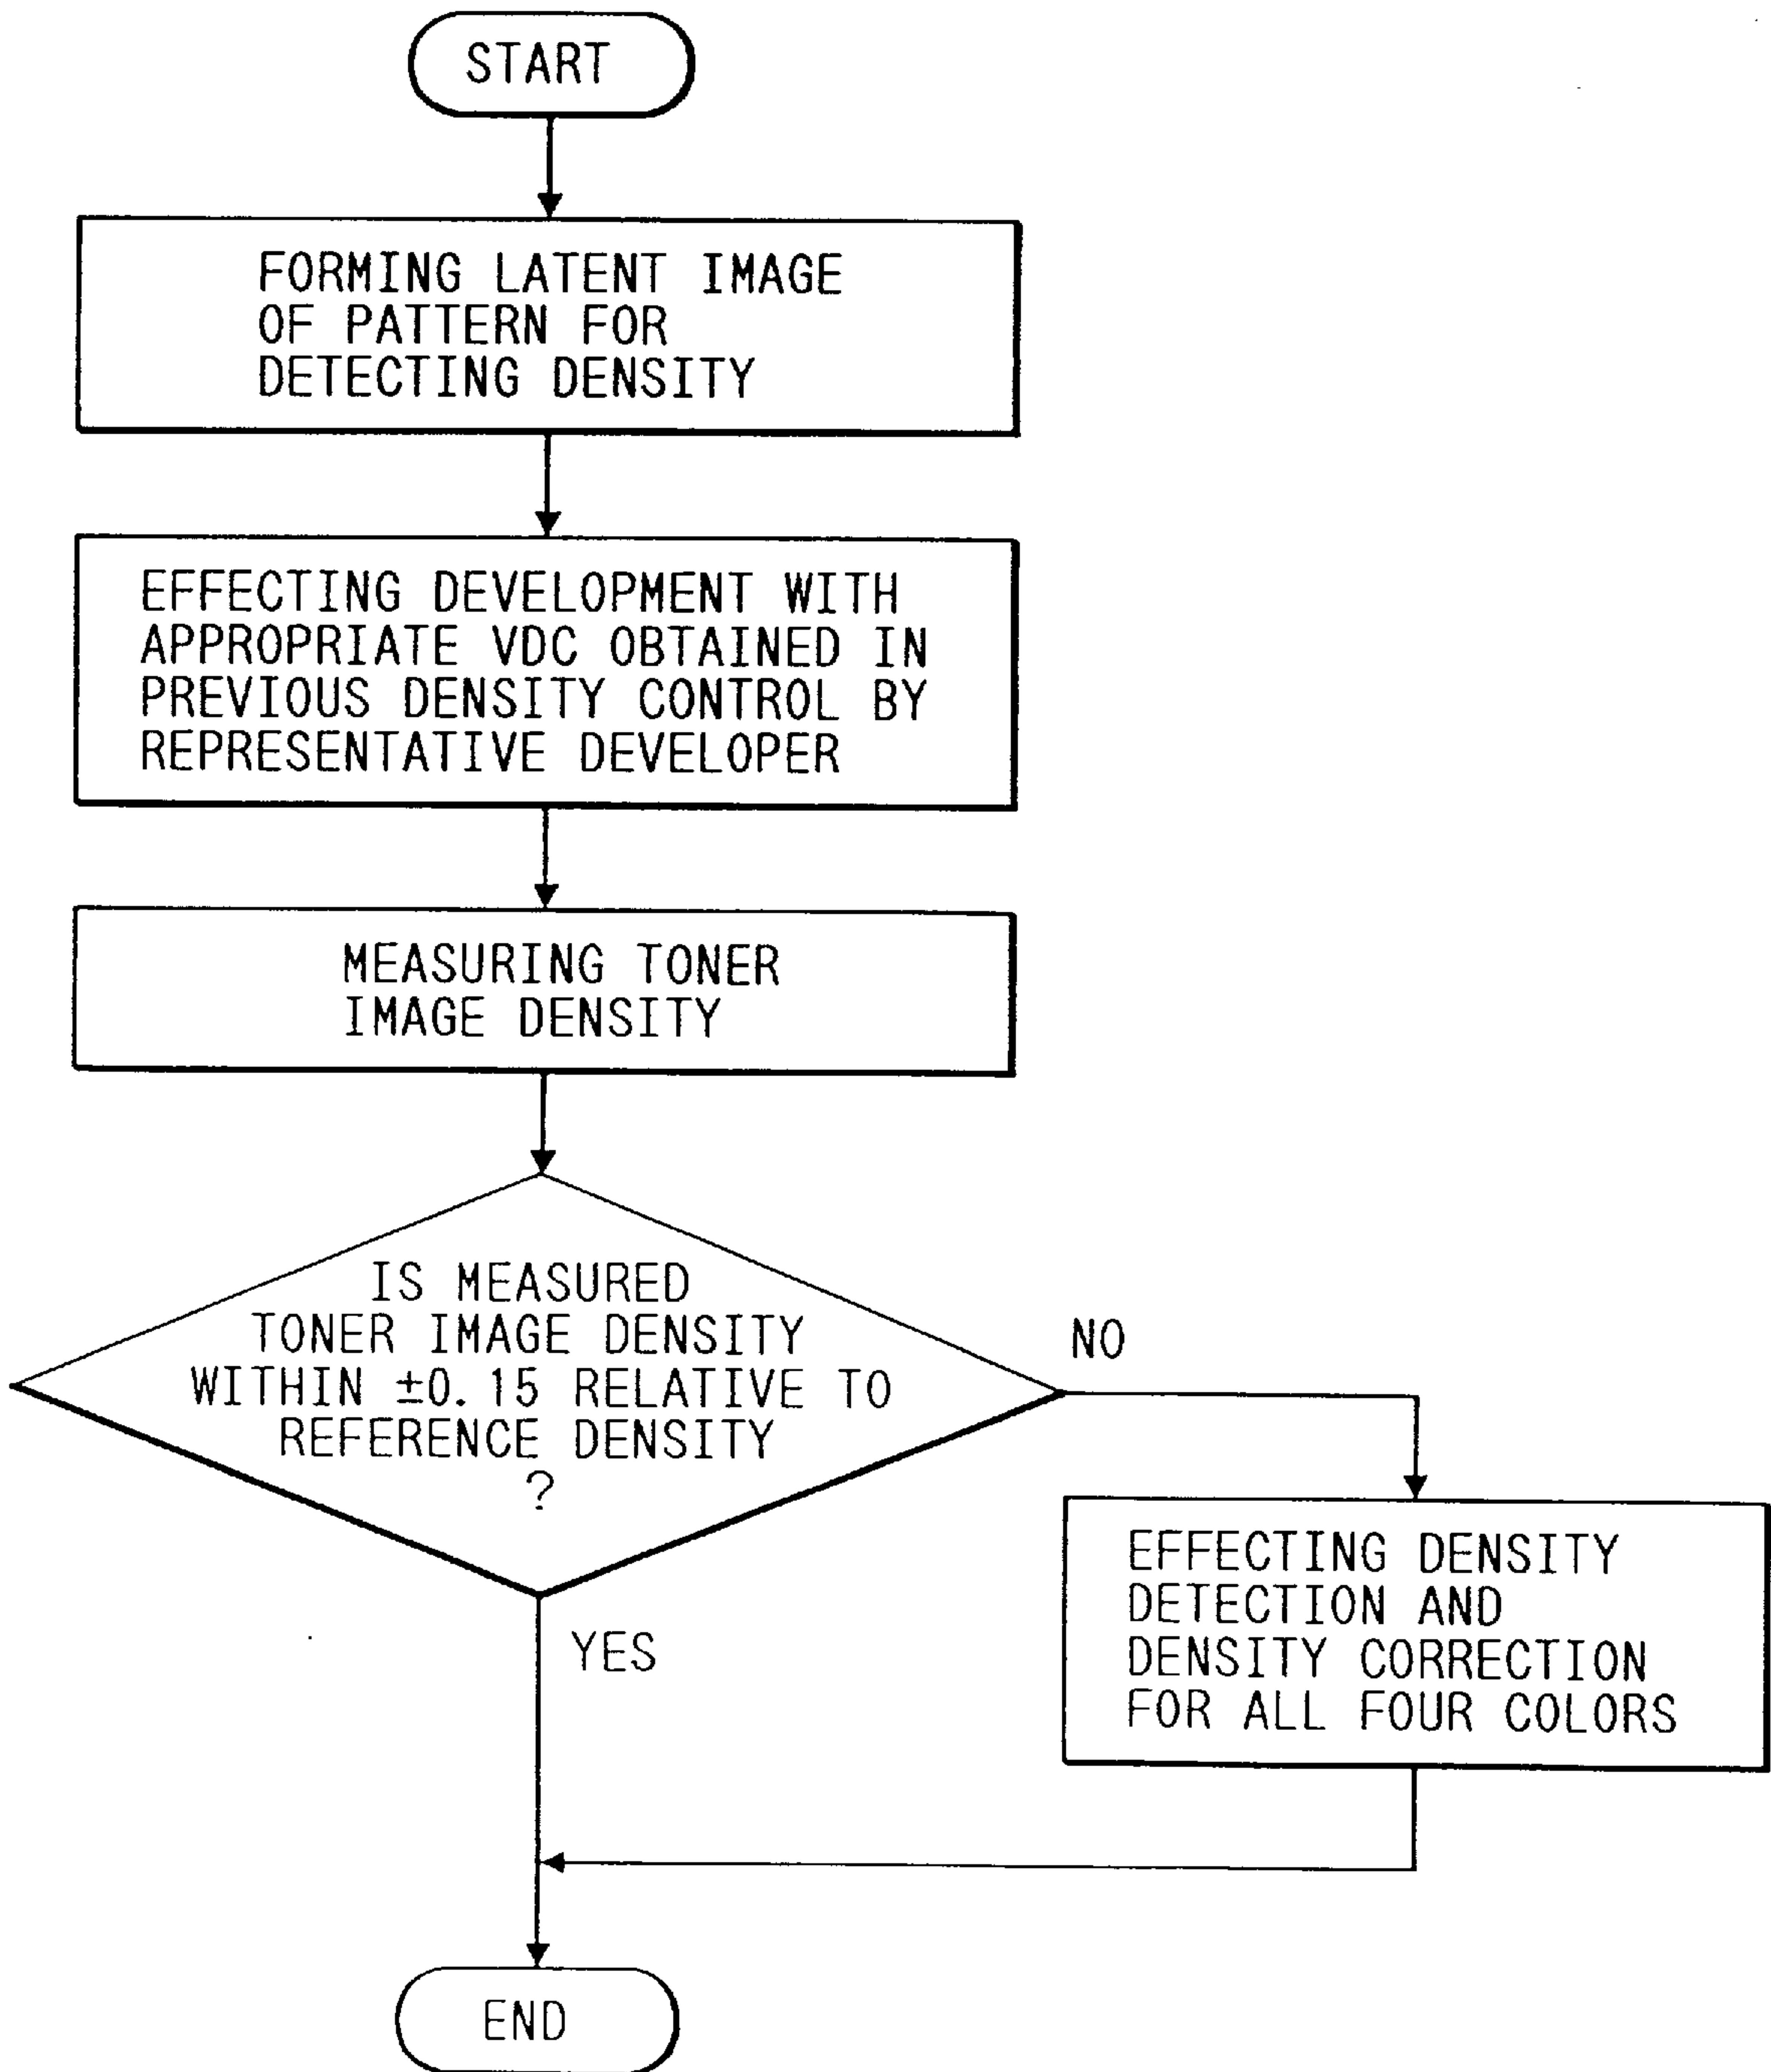 START
FORMING LATENT IMAGE
OF PATTERN FOR
DETECTING DENSITY
EFFECTING DEVELOPMENT WITH
APPROPRIATE VDC OBTAINED IN
PREVIOUS DENSITY CONTROL BY
REPRESENTATIVE DEVELOPER
MEASURING TONER
IMAGE DENSITY
IS MEASURED
TONER IMAGE DENSITY
WITHIN ±0.15 RELATIVE TO
REFERENCE DENSITY
?
NO
EFFECTING DENSITY
DETECTION AND
DENSITY CORRECTION
FOR ALL FOUR COLORS
YES
END